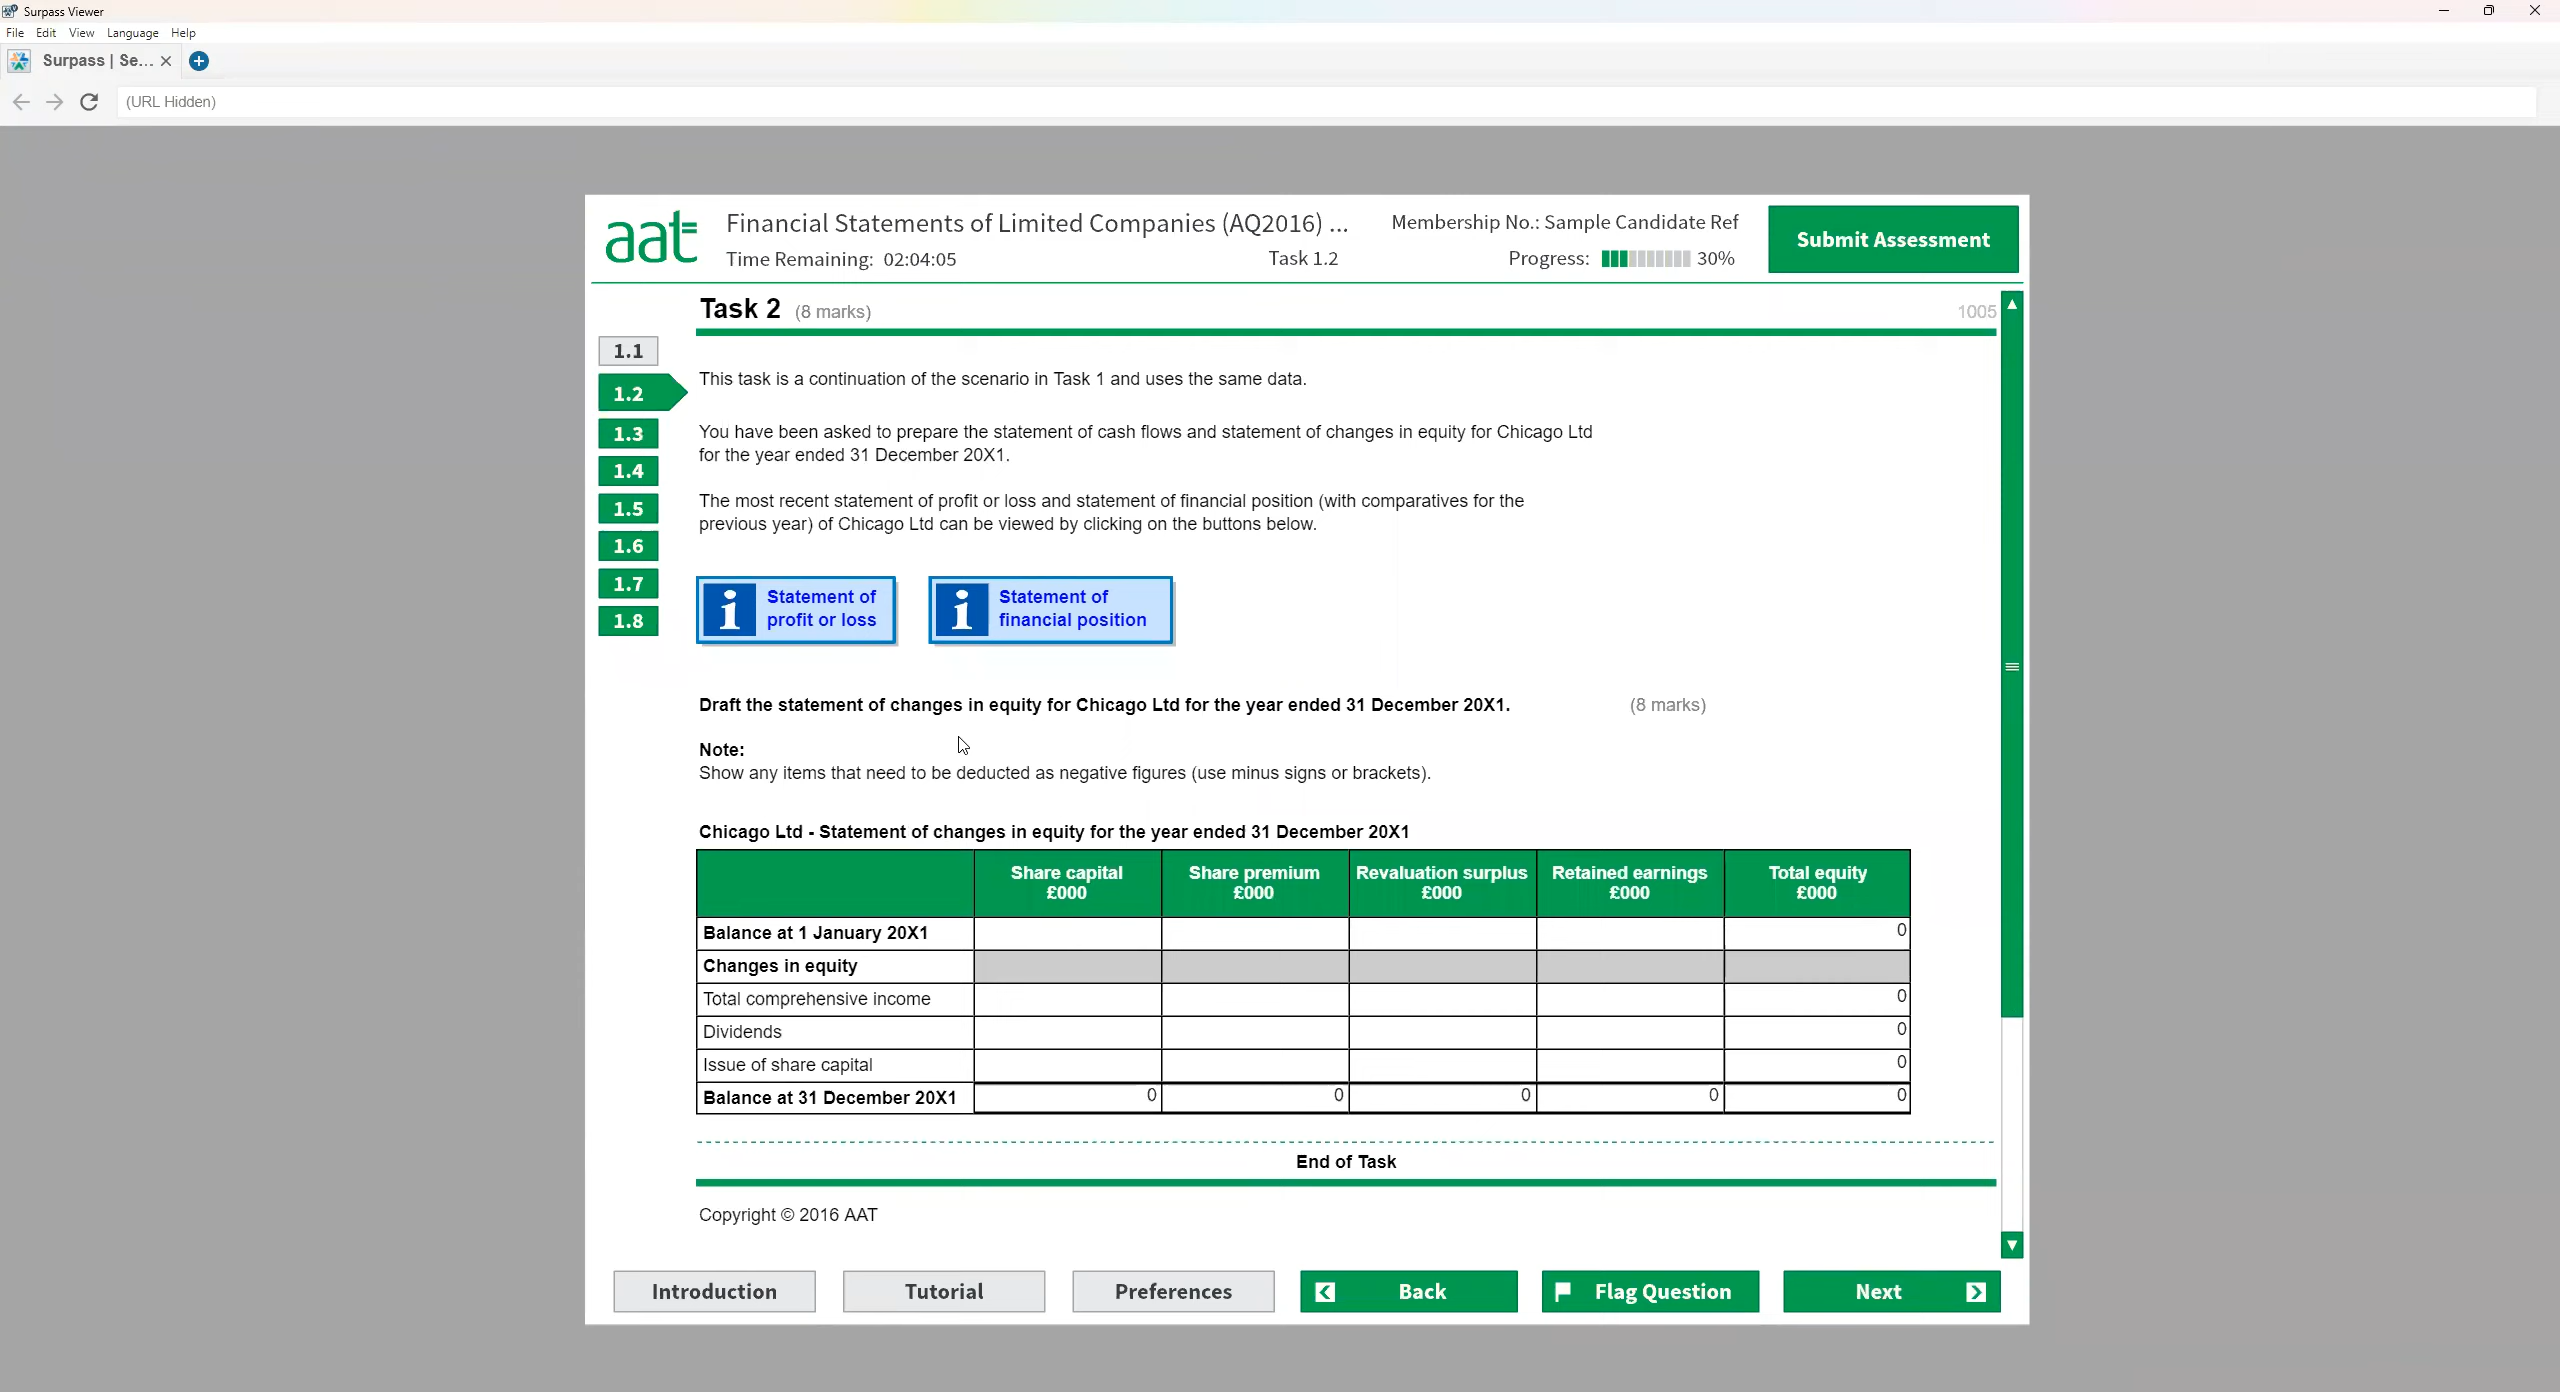 Surpass Viewer
File Edit View Language Help
Surpass | Se...
(URL Hidden)
aat
Financial Statements of Limited Companies (AQ2016) ...
Membership No.: Sample Candidate Ref
Submit Assessment
Time Remaining: 02:04:05
Task 1.2
Progress: 30%
Task 2 (8 marks)
1005
1.1
1.2
1.3
1.4
1.5
1.6
1.7
1.8
This task is a continuation of the scenario in Task 1 and uses the same data.
You have been asked to prepare the statement of cash flows and statement of changes in equity for Chicago Ltd
for the year ended 31 December 20X1.
The most recent statement of profit or loss and statement of financial position (with comparatives for the
previous year) of Chicago Ltd can be viewed by clicking on the buttons below.
Statement of
profit or loss
Statement of
financial position
Draft the statement of changes in equity for Chicago Ltd for the year ended 31 December 20X1. (8 marks)
Note:
Show any items that need to be deducted as negative figures (use minus signs or brackets).
Chicago Ltd - Statement of changes in equity for the year ended 31 December 20X1
Share capital Share premium Revaluation surplus Retained earnings Total equity
£000 £000 £000 £000 £000
Balance at 1 January 20X1 0
Changes in equity
Total comprehensive income 0
Dividends 0
Issue of share capital 0
Balance at 31 December 20X1 0 0 0 0 0
End of Task
Copyright © 2016 AAT
Introduction Tutorial Preferences Back Flag Question Next